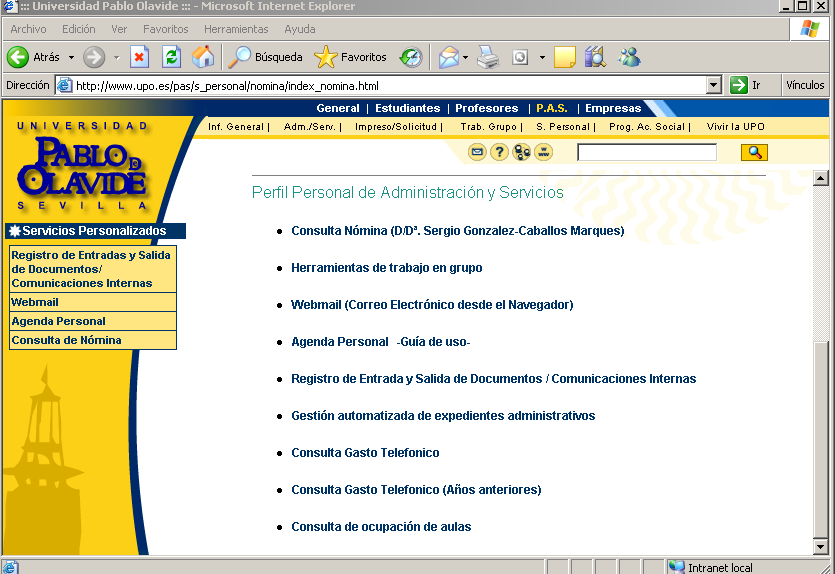 ::: Universidad Pablo Olavide ::: - Microsoft Internet Explorer
Archivo Edición Ver Favoritos Herramientas Ayuda
Atrás Búsqueda Favoritos
Dirección http://www.upo.es/pas/s_personal/nomina/index_nomina.html Ir Vínculos
General | Estudiantes | Profesores | P.A.S. | Empresas
Inf. General | Adm./Serv. | Impreso/Solicitud | Trab. Grupo | S. Personal | Prog. Ac. Social | Vivir la UPO
UNIVERSIDAD
PABLO DE
OLAVIDE
SEVILLA
Servicios Personalizados
Registro de Entradas y Salida
de Documentos/
Comunicaciones Internas
Webmail
Agenda Personal
Consulta de Nómina
Perfil Personal de Administración y Servicios
Consulta Nómina (D/Dª. Sergio Gonzalez-Caballos Marques)
Herramientas de trabajo en grupo
Webmail (Correo Electrónico desde el Navegador)
Agenda Personal -Guía de uso-
Registro de Entrada y Salida de Documentos / Comunicaciones Internas
Gestión automatizada de expedientes administrativos
Consulta Gasto Telefonico
Consulta Gasto Telefonico (Años anteriores)
Consulta de ocupación de aulas
Intranet local